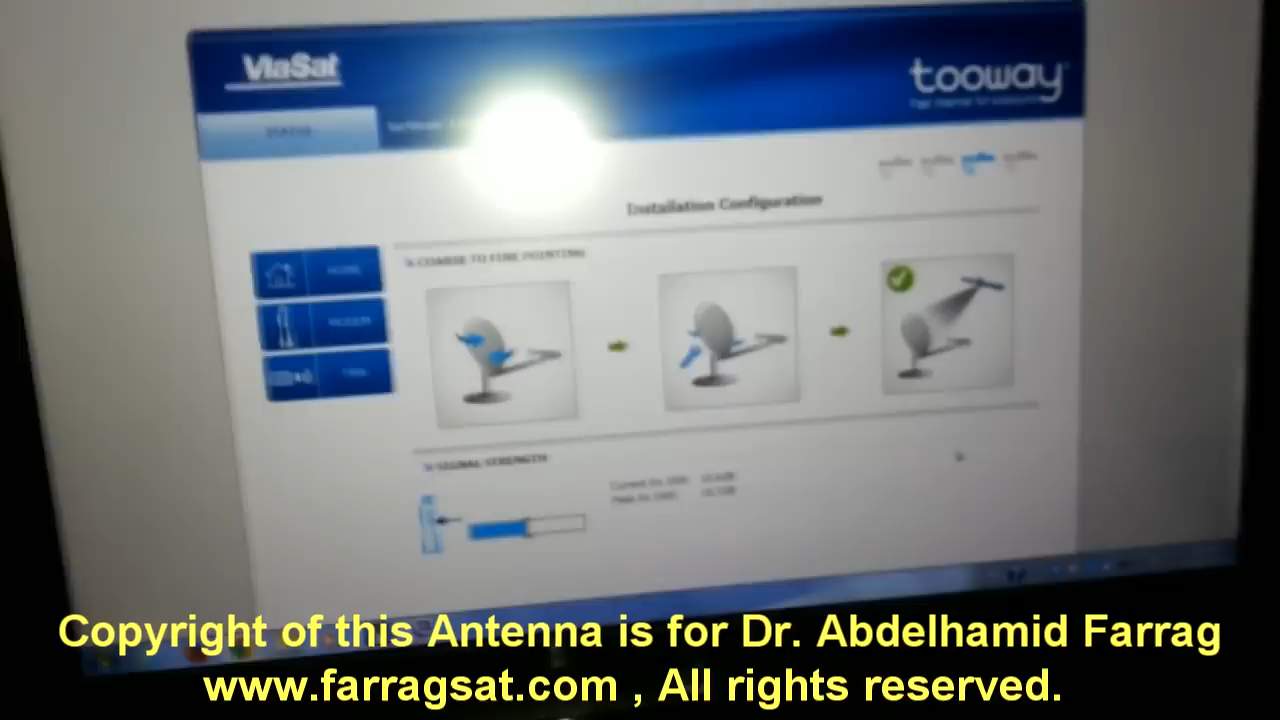 ViaSat
tooway
STATUS
Installation Configuration
COARSE TO FINE POINTING
HOME
MODEM
TRIA
SIGNAL STRENGTH
Copyright of this Antenna is for Dr. Abdelhamid Farrag
www.farragsat.com , All rights reserved.